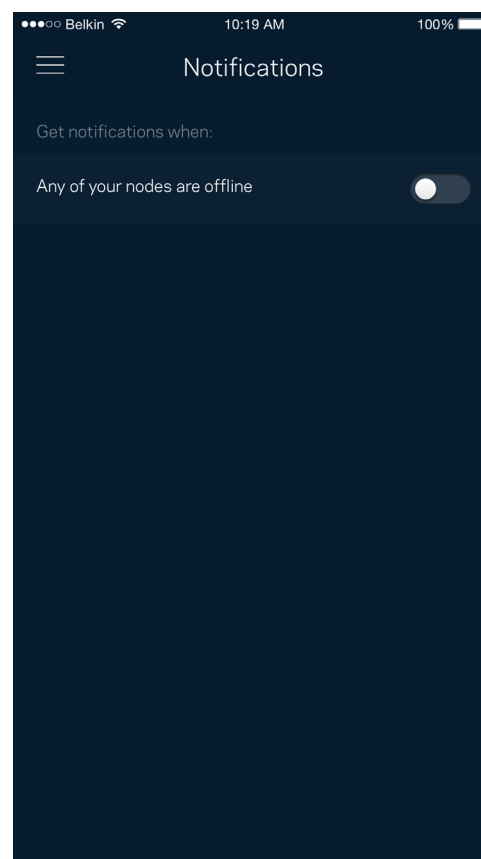 Belkin 10:19 AM 100%
Notifications
Get notifications when:
Any of your nodes are offline